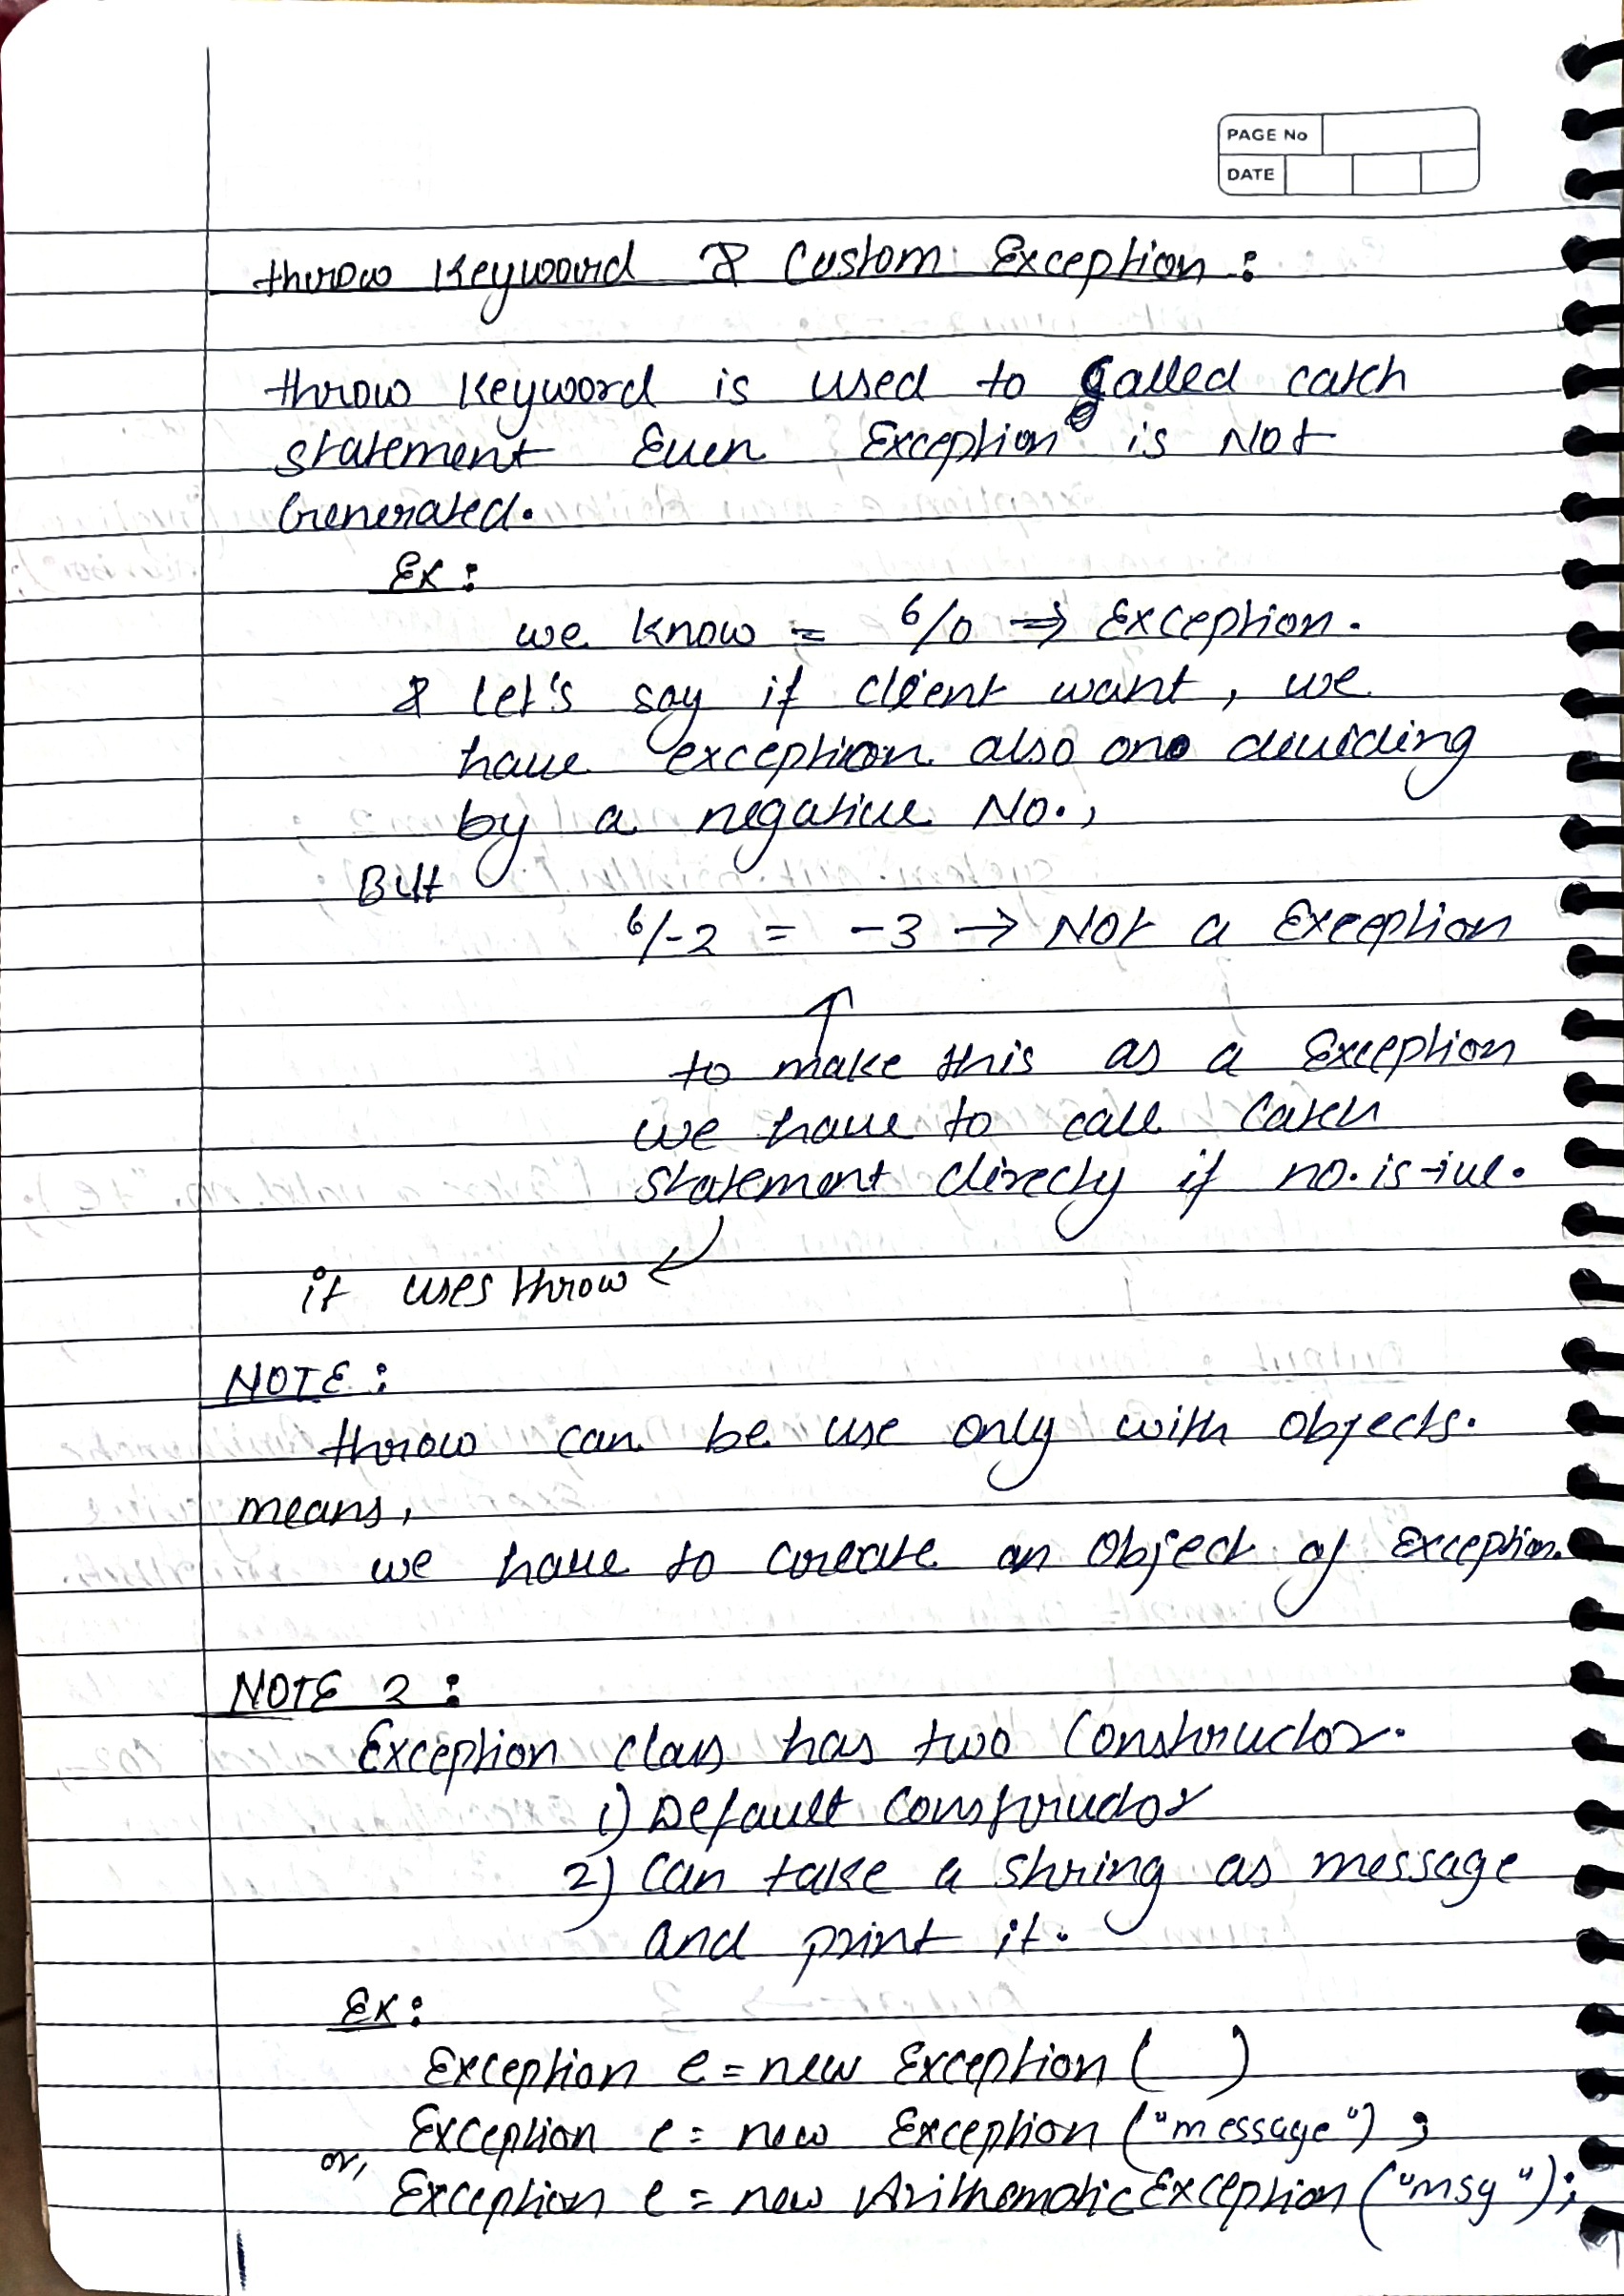 PAGE No
DATE
throw Keyword & Custom Exception :
throw Keyword is used to called catch
statement Even Exception is Not
Generated.
Ex :
we know = 6/0 ⇒ Exception.
& let's say if client want, we
have exception also ono dividing
by a negative No.,
But
6/-2 = -3 → Not a Exception
↑
to make this as a Exception
we have to call Catch
statement directly if no. is -ive.
it uses throw ↙
NOTE :
throw can be use only with objects.
means,
we have to create an Object of Exception.
NOTE 2 :
Exception class has two Constructor.
1) Default Constructor
2) Can take a string as message
and print it.
Ex :
Exception e = new Exception ( )
Exception e = new Exception ("message") ;
or,
Exception e = new ArithematicException ("msg") ;